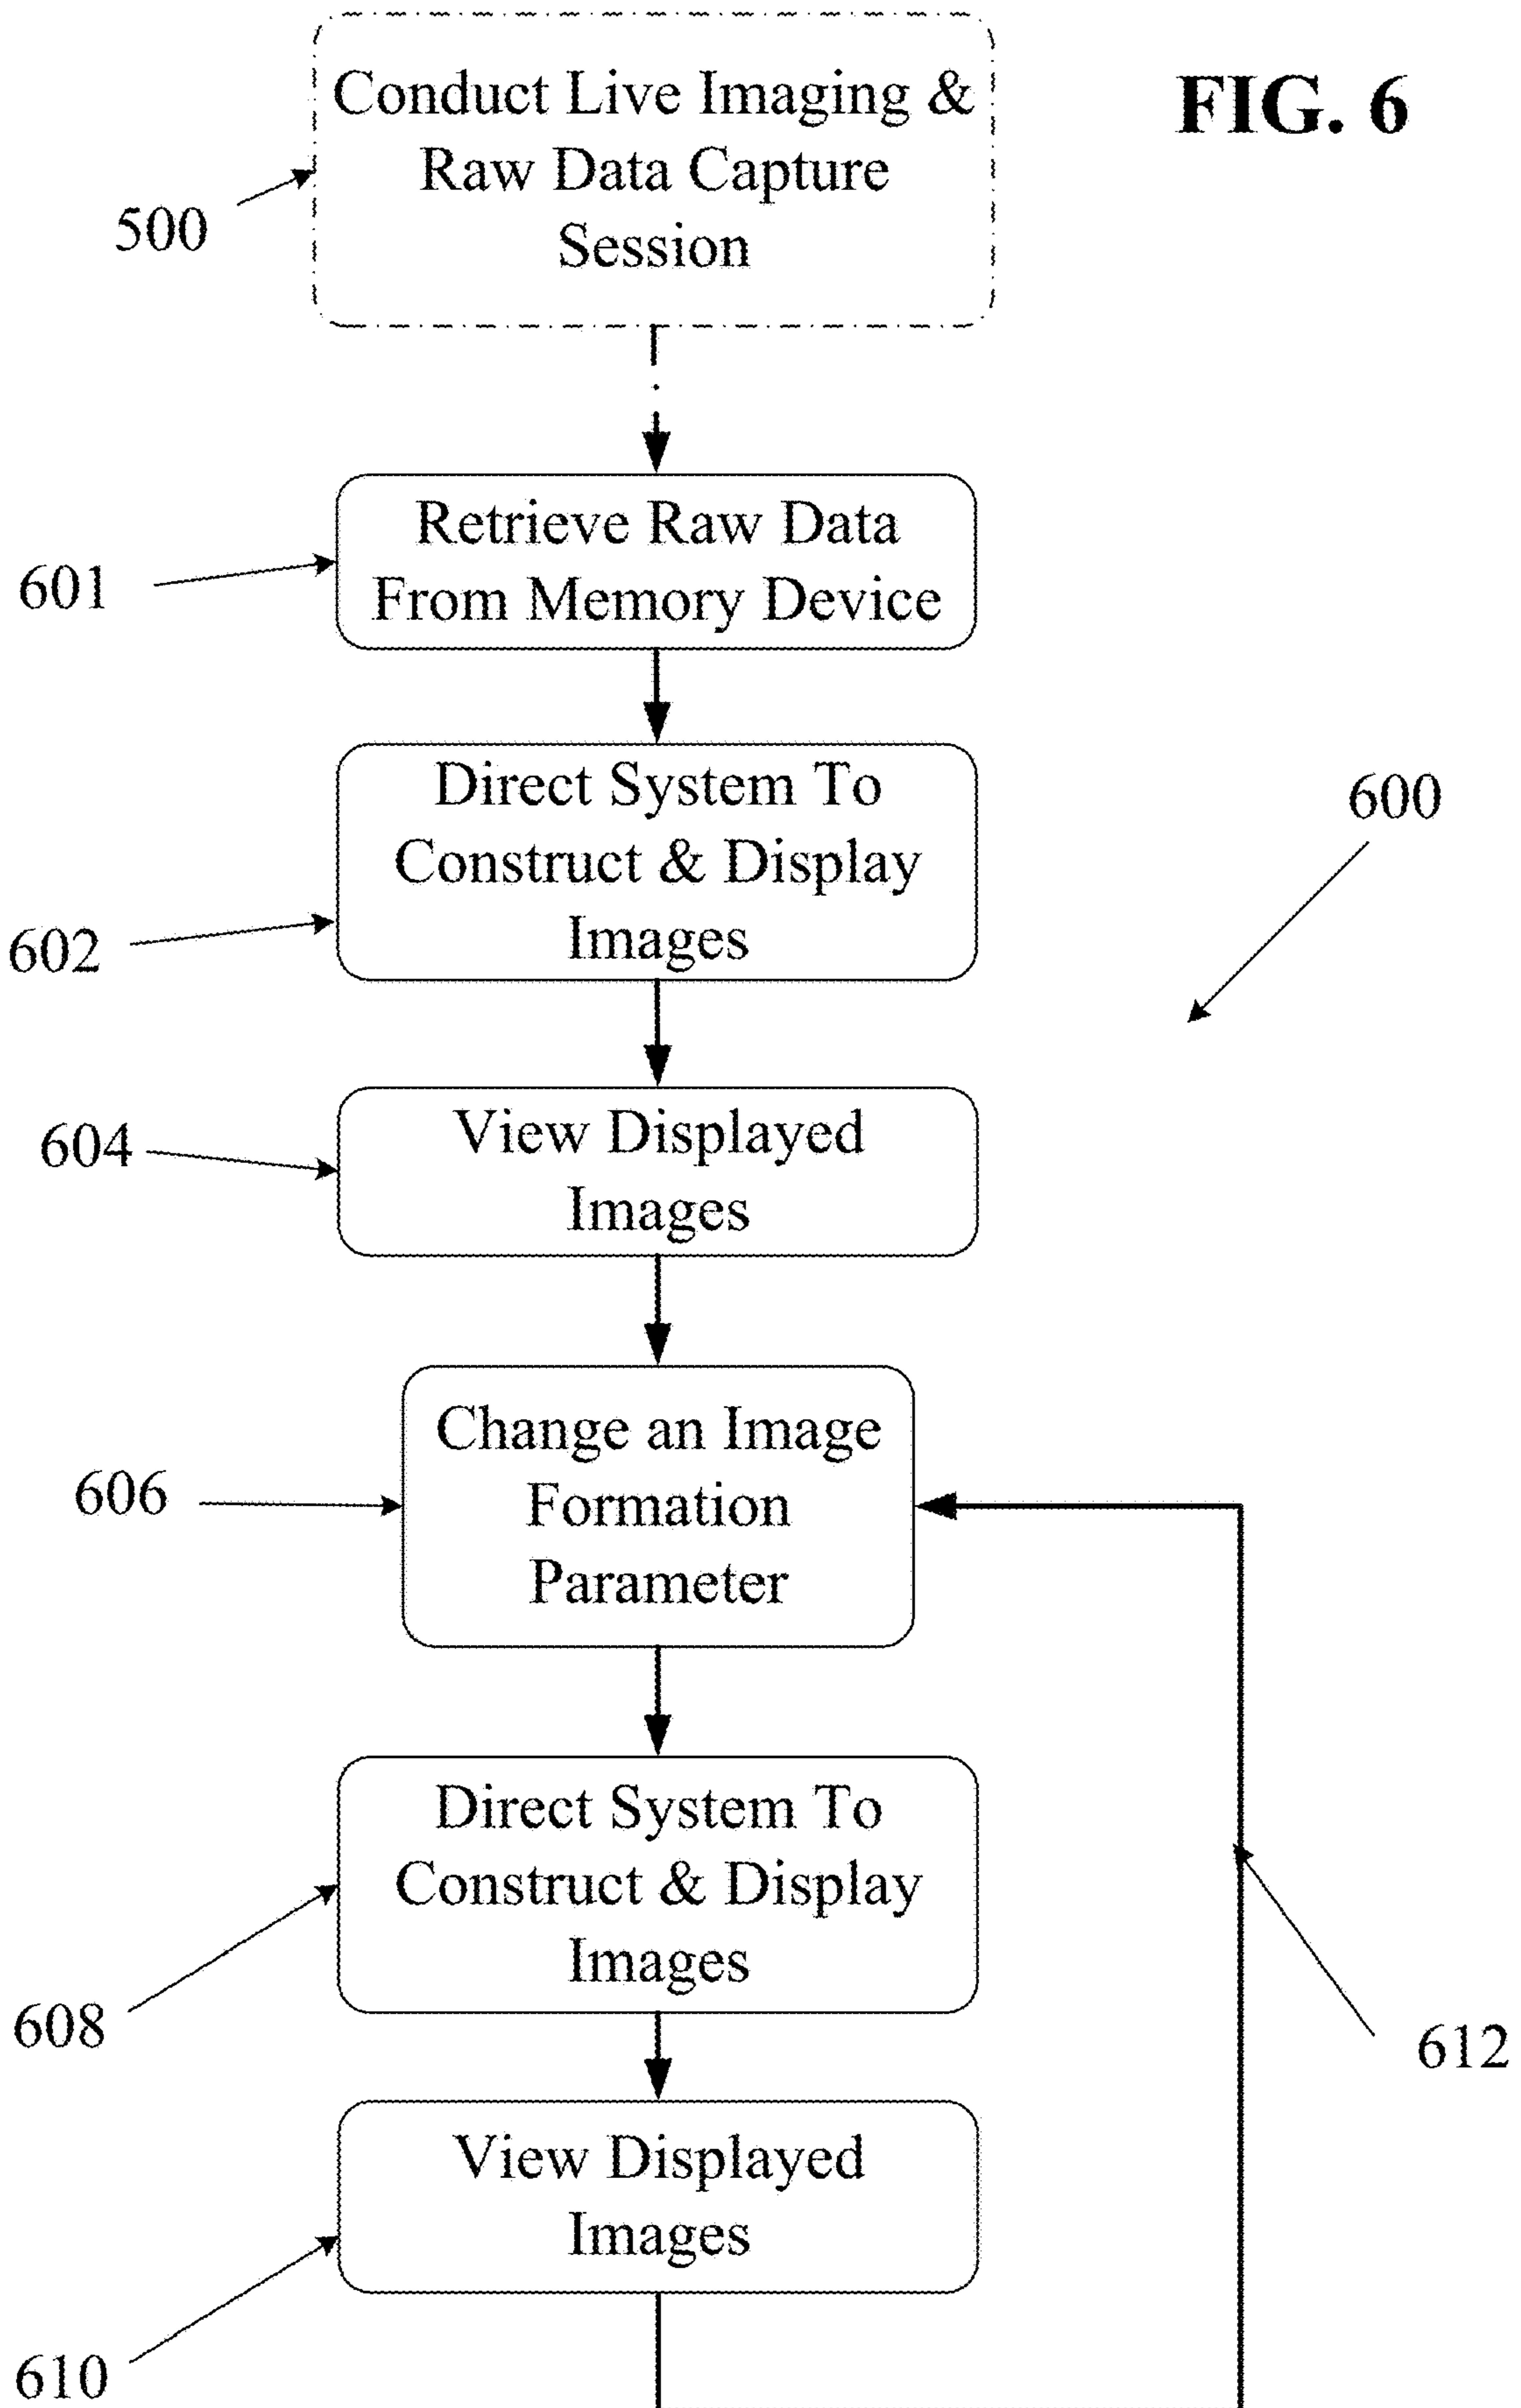 Conduct Live Imaging &
Raw Data Capture
Session
FIG. 6
500
Retrieve Raw Data
From Memory Device
601
Direct System To
Construct & Display
Images
600
602
View Displayed
Images
604
Change an Image
Formation
Parameter
606
Direct System To
Construct & Display
Images
608
612
View Displayed
Images
610